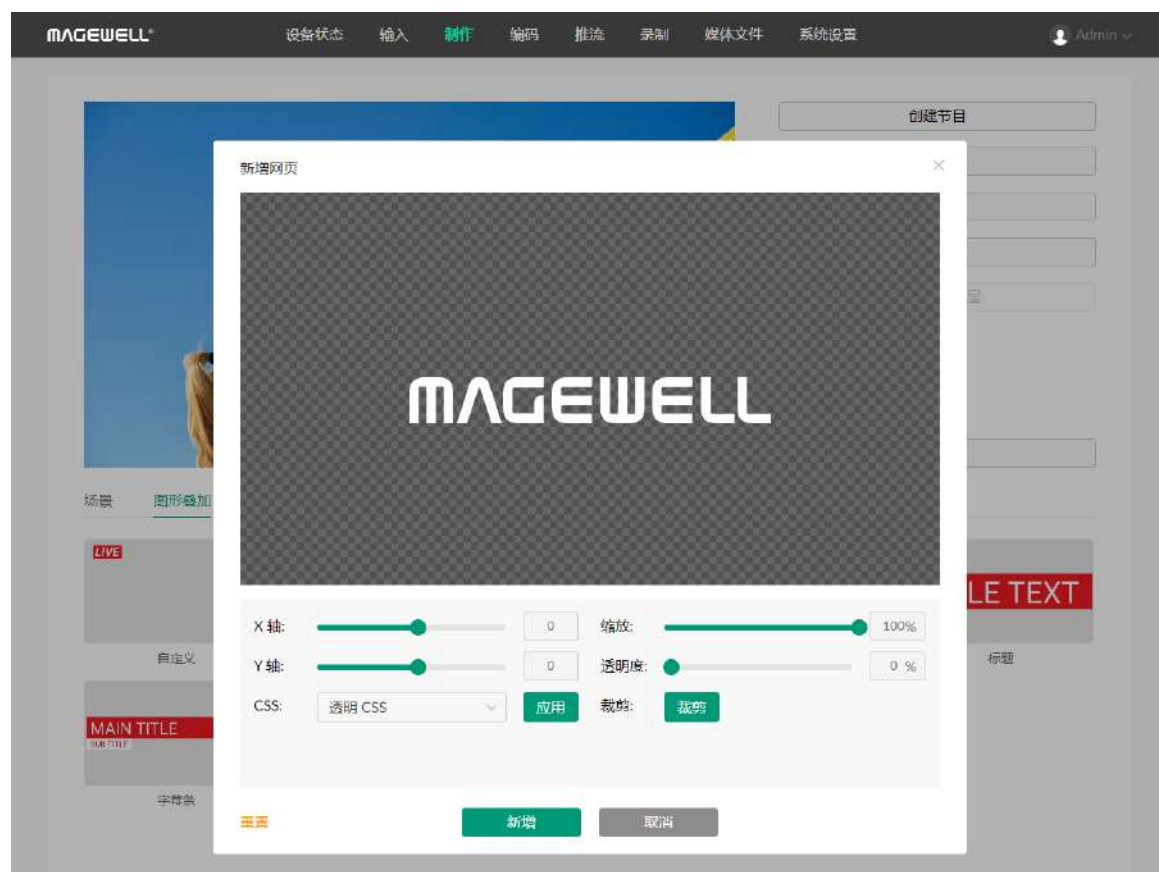 MAGEWELL®
设备状态 输入 制作 编码 推流 录制 媒体文件 系统设置 Admin
创建节目
新增网页
MAGEWELL
场景 图形叠加
LIVE
LE TEXT
自定义 标题
X 轴: 0 缩放: 100%
Y 轴: 0 透明度: 0 %
CSS: 透明 CSS 应用 裁剪: 裁剪
MAIN TITLE
SUB TITLE
字幕条
重置 新增 取消